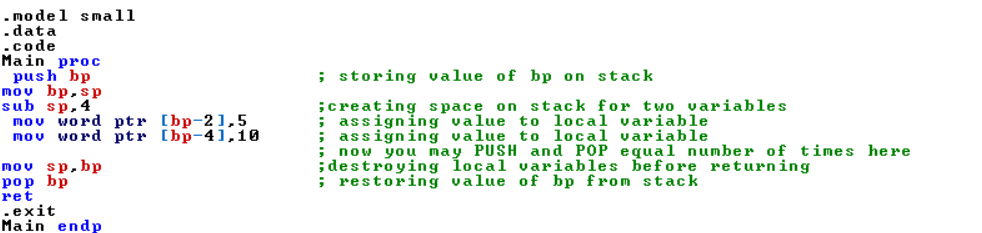 .model small
.data
.code
Main proc
push bp ; storing value of bp on stack
mov bp,sp
sub sp,4 ;creating space on stack for two variables
mov word ptr [bp-2],5 ; assigning value to local variable
mov word ptr [bp-4],10 ; assigning value to local variable
; now you may PUSH and POP equal number of times here
mov sp,bp ;destroying local variables before returning
pop bp ; restoring value of bp from stack
ret
.exit
Main endp